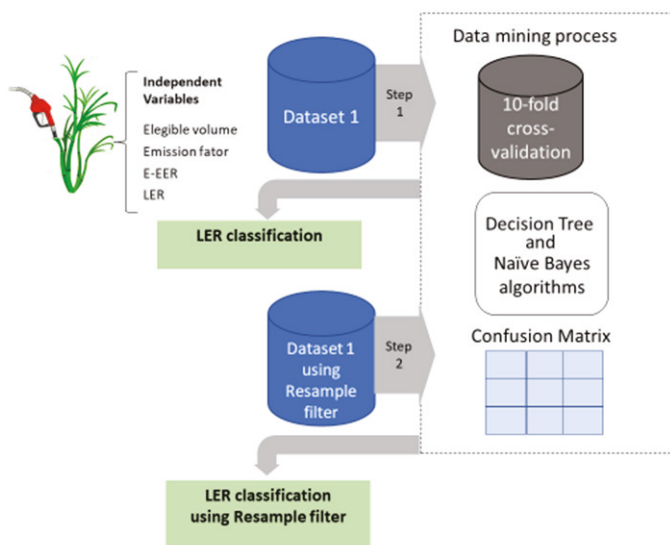 Independent
Variables
Elegible volume
Emission fator
E-EER
LER
Dataset 1
Step
1
Data mining process
10-fold
cross-
validation
LER classification
Decision Tree
and
Naïve Bayes
algorithms
Dataset 1
using
Resample
filter
Step
2
Confusion Matrix
LER classification
using Resample filter